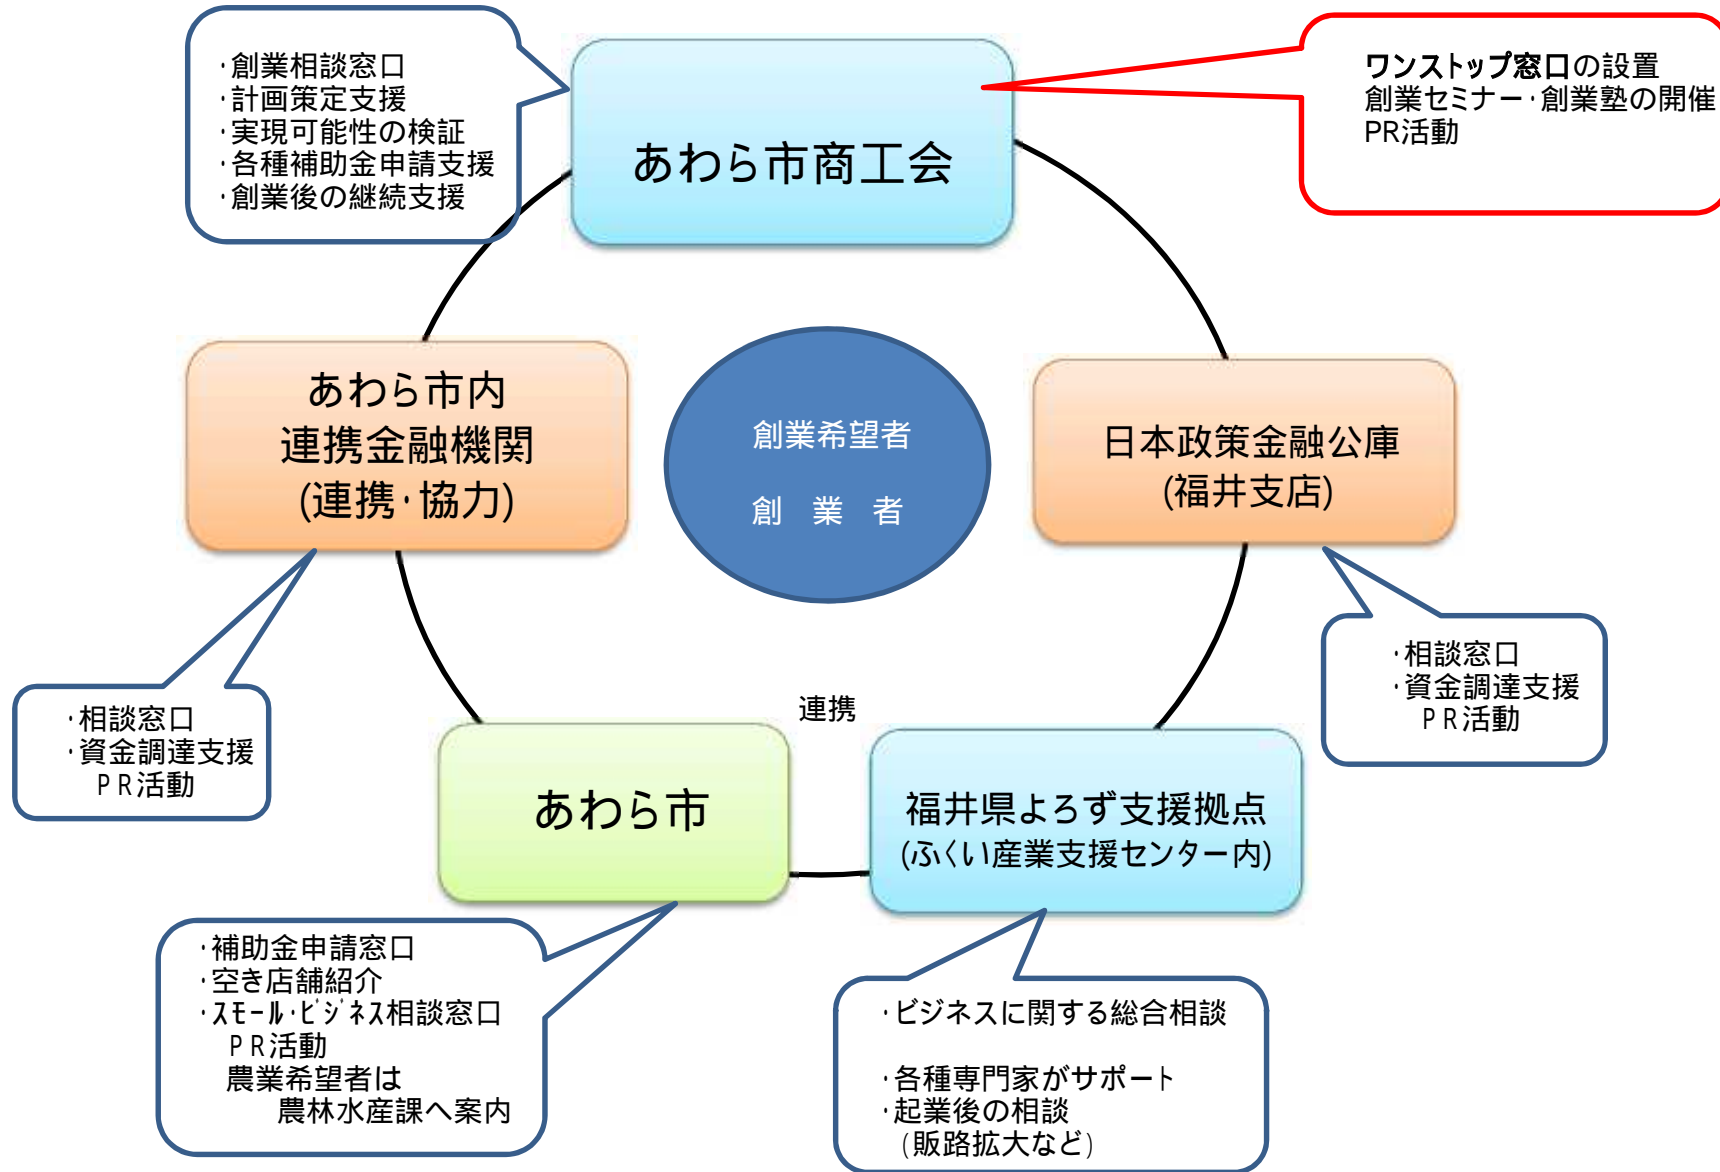 ・創業相談窓口
・計画策定支援
・実現可能性の検証
・各種補助金申請支援
・創業後の継続支援
あわら市商工会
ワンストップ窓口の設置
創業セミナー・創業塾の開催
PR活動
あわら市内
連携金融機関
(連携・協力)
創業希望者
創　業　者
日本政策金融公庫
(福井支店)
・相談窓口
・資金調達支援
ＰＲ活動
・相談窓口
・資金調達支援
ＰＲ活動
連携
あわら市
福井県よろず支援拠点
(ふくい産業支援センター内)
・補助金申請窓口
・空き店舗紹介
・ｽﾓｰﾙ・ﾋﾞｼﾞﾈｽ相談窓口
ＰＲ活動
農業希望者は
農林水産課へ案内
・ビジネスに関する総合相談
・各種専門家がサポート
・起業後の相談
(販路拡大など)